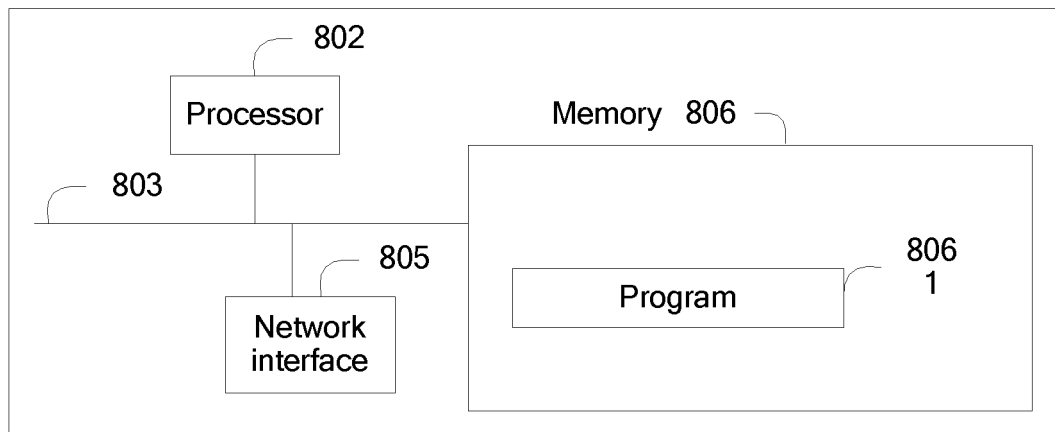 802
Processor
Memory 806
803
805
806
1
Program
Network
interface